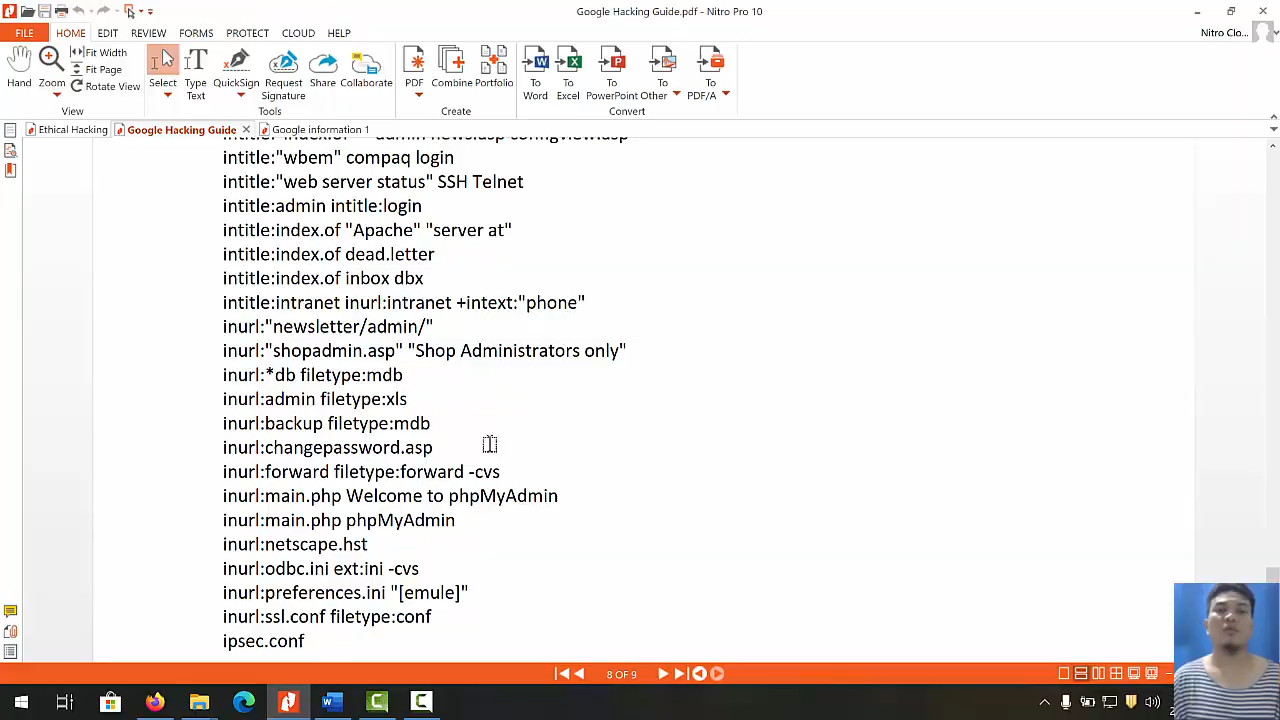 Google Hacking Guide.pdf - Nitro Pro 10
FILE HOME EDIT REVIEW FORMS PROTECT CLOUD HELP
Nitro Clo...
Hand
Zoom
Fit Width
Fit Page
Rotate View
View
Select
Type Text
QuickSign
Request Signature
Share
Collaborate
Tools
PDF
Combine
Portfolio
Create
To Word
To Excel
To PowerPoint
To Other
To PDF/A
Convert
Ethical Hacking
Google Hacking Guide
Google information 1
intitle:"wbem" compaq login
intitle:"web server status" SSH Telnet
intitle:admin intitle:login
intitle:index.of "Apache" "server at"
intitle:index.of dead.letter
intitle:index.of inbox dbx
intitle:intranet inurl:intranet +intext:"phone"
inurl:"newsletter/admin/"
inurl:"shopadmin.asp" "Shop Administrators only"
inurl:*db filetype:mdb
inurl:admin filetype:xls
inurl:backup filetype:mdb
inurl:changepassword.asp
inurl:forward filetype:forward -cvs
inurl:main.php Welcome to phpMyAdmin
inurl:main.php phpMyAdmin
inurl:netscape.hst
inurl:odbc.ini ext:ini -cvs
inurl:preferences.ini "[emule]"
inurl:ssl.conf filetype:conf
ipsec.conf
8 OF 9